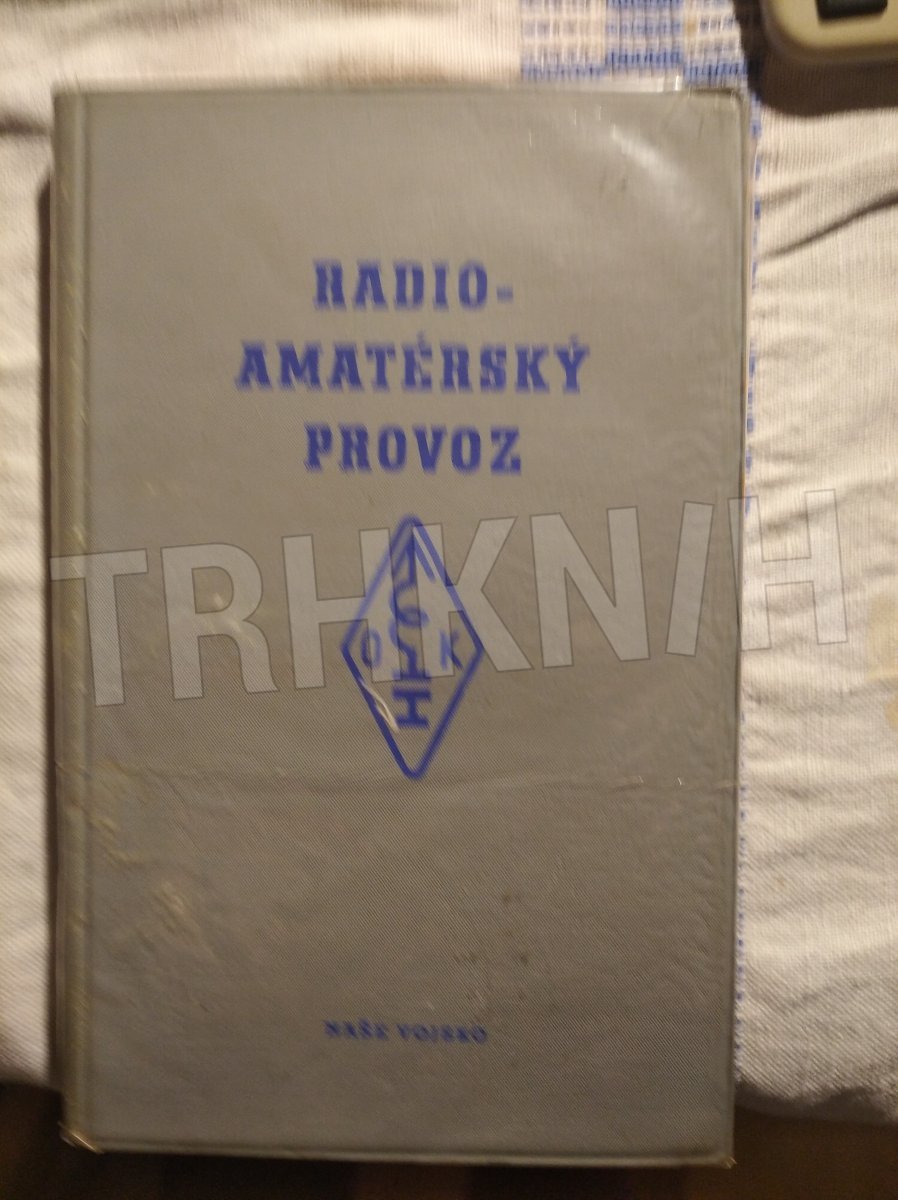 RADIO-
AMATÉRSKÝ
PROVOZ
TRHKNIH
O K
NAŠE VOJSKO